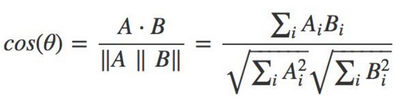 cos(θ) = A · B / ||A || B|| = ∑ᵢ AᵢBᵢ / √∑ᵢ Aᵢ² √∑ᵢ Bᵢ²